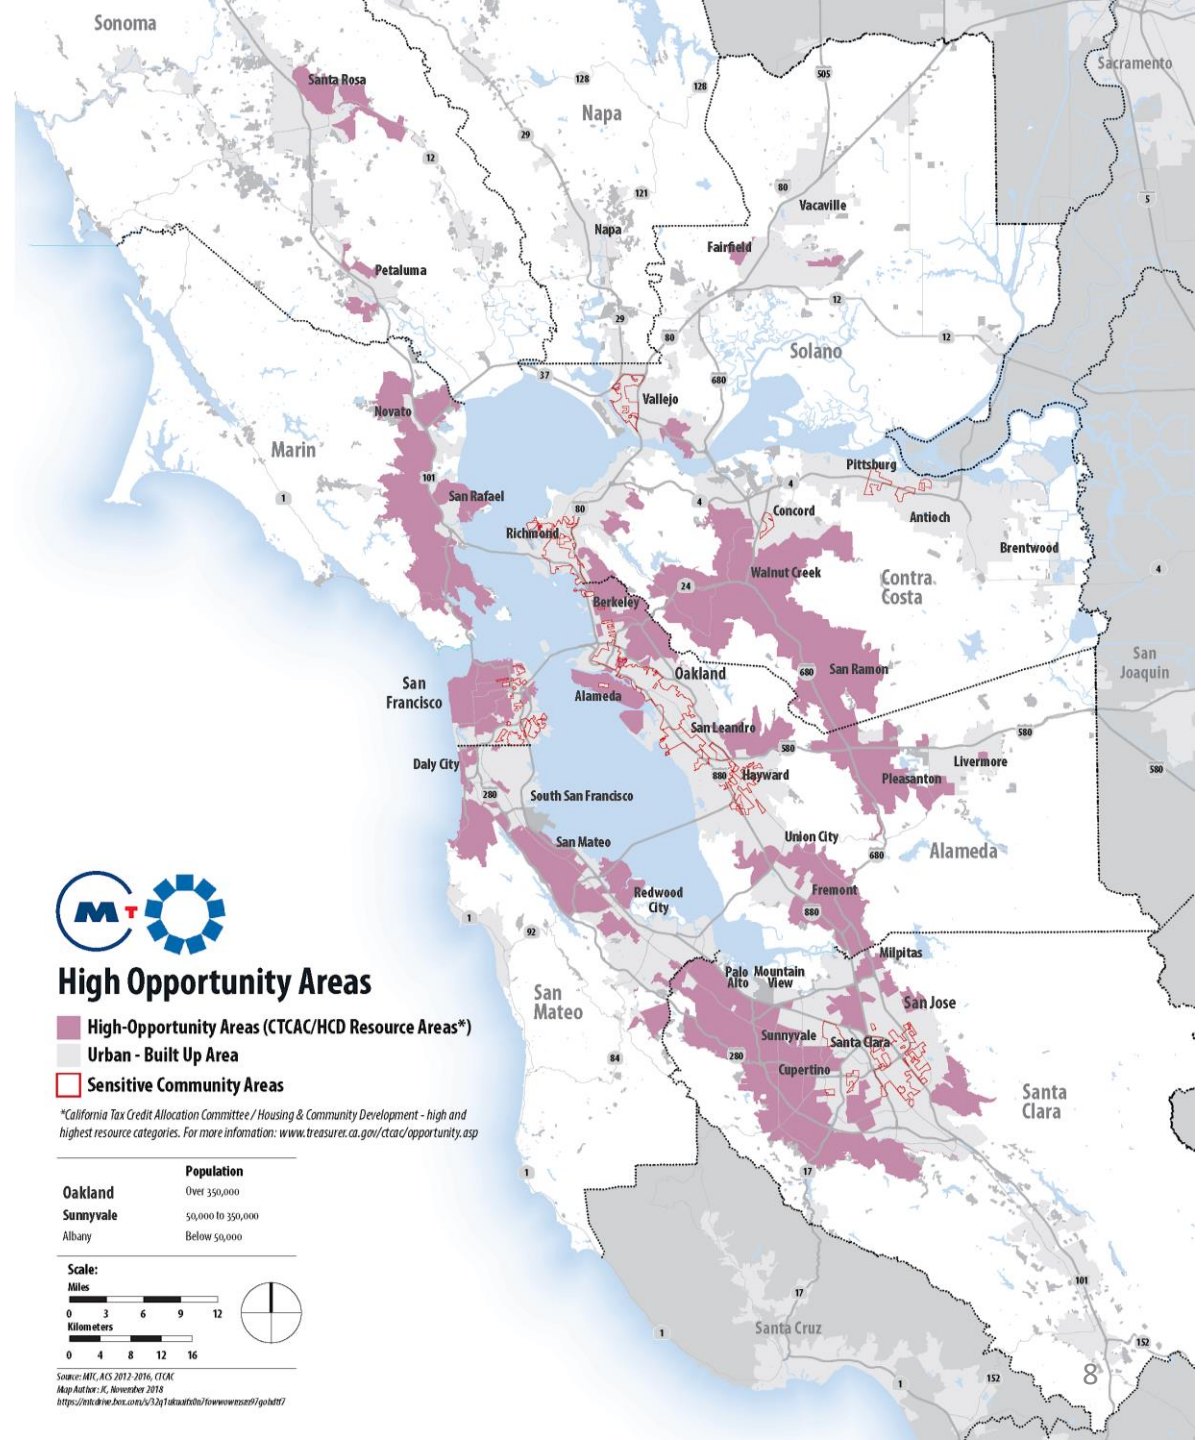 Sonoma
Sacramento
Santa Rosa
505
128
128
Napa
29
12
80
121
5
Vacaville
Napa
Fairfield
Petaluma
12
29
80
12
Solano
37
680
Vallejo
Novato
Marin
Pittsburg
101
4
San Rafael
1
4
80
Concord
Antioch
Richmond
Brentwood
4
Walnut Creek
Contra
Costa
24
Berkeley
San
Joaquin
680
San Ramon
Oakland
San
Francisco
Alameda
San Leandro
580
580
Livermore
580
Daly City
880
Hayward
Pleasanton
280
South San Francisco
San Mateo
Union City
Alameda
680
Redwood
City
Fremont
880
1
92
Milpitas
Palo
Alto
Mountain
View
San
Mateo
San Jose
Sunnyvale
Santa Clara
280
84
Cupertino
Santa
Clara
17
1
101
17
Santa Cruz
1
152
152
1
MT
High Opportunity Areas
High-Opportunity Areas (CTCAC/HCD Resource Areas*)
Urban - Built Up Area
Sensitive Community Areas
*California Tax Credit Allocation Committee / Housing & Community Development - high and
highest resource categories. For more infomation: www.treasurer.ca.gov/ctcac/opportunity.asp
Population
Oakland Over 350,000
Sunnyvale 50,000 to 350,000
Albany Below 50,000
Scale:
Miles
0 3 6 9 12
Kilometers
0 4 8 12 16
Source: MTC, ACS 2012-2016, CTCAC
Map Author: JC, November 2018
8